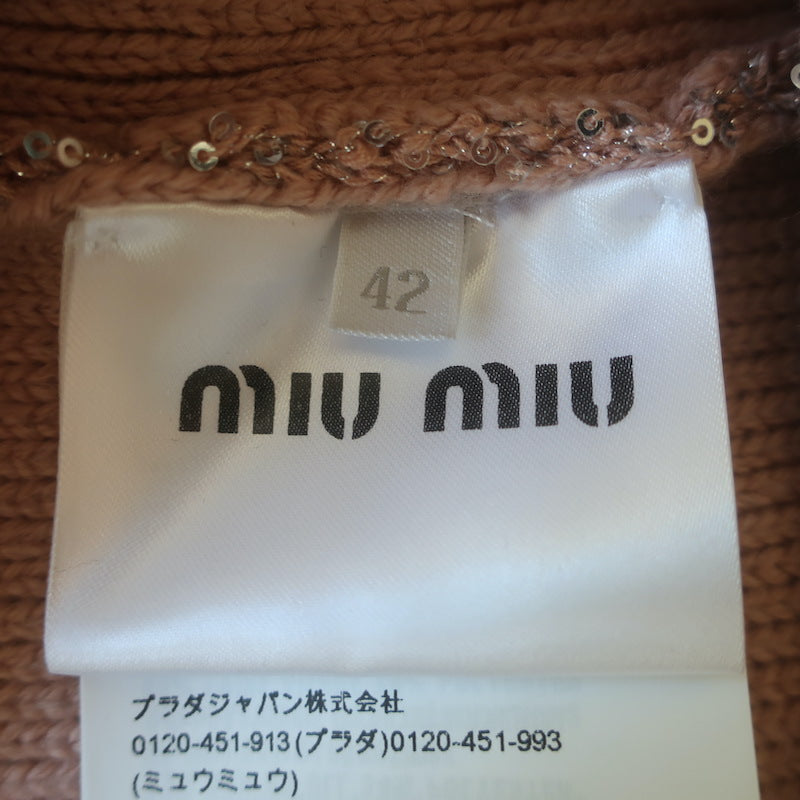 42
miu miu
プラダジャパン株式会社
0120-451-913(プラダ)0120-451-993
(ミュウミュウ)